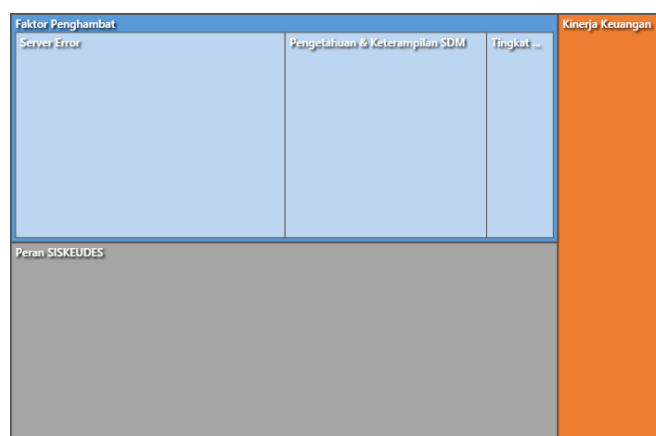 Faktor Penghambat
Kinerja Keuangan
Server Error
Pengetahuan & Keterampilan SDM
Tingkat ...
Peran SISKEUDES